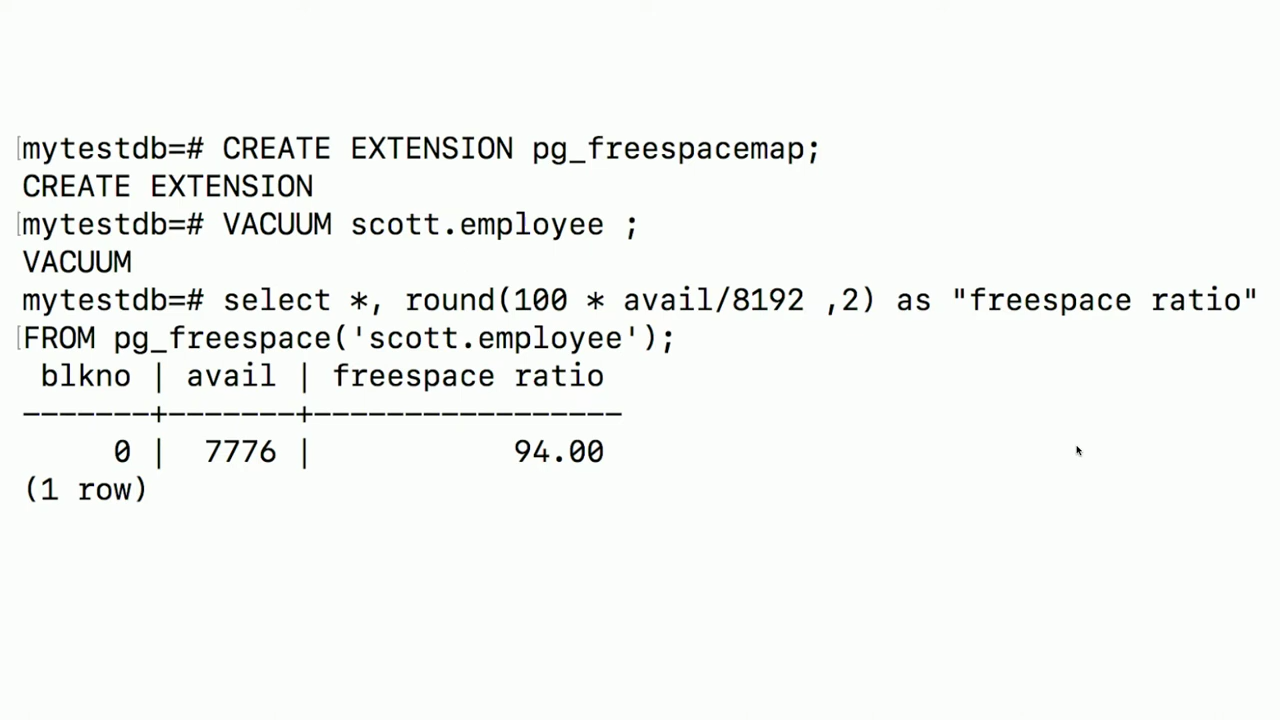 mytestdb=# CREATE EXTENSION pg_freespacemap;
CREATE EXTENSION
mytestdb=# VACUUM scott.employee ;
VACUUM
mytestdb=# select *, round(100 * avail/8192 ,2) as "freespace ratio"
FROM pg_freespace('scott.employee');
 blkno | avail | freespace ratio
-------+-------+-----------------
     0 |  7776 |           94.00
(1 row)